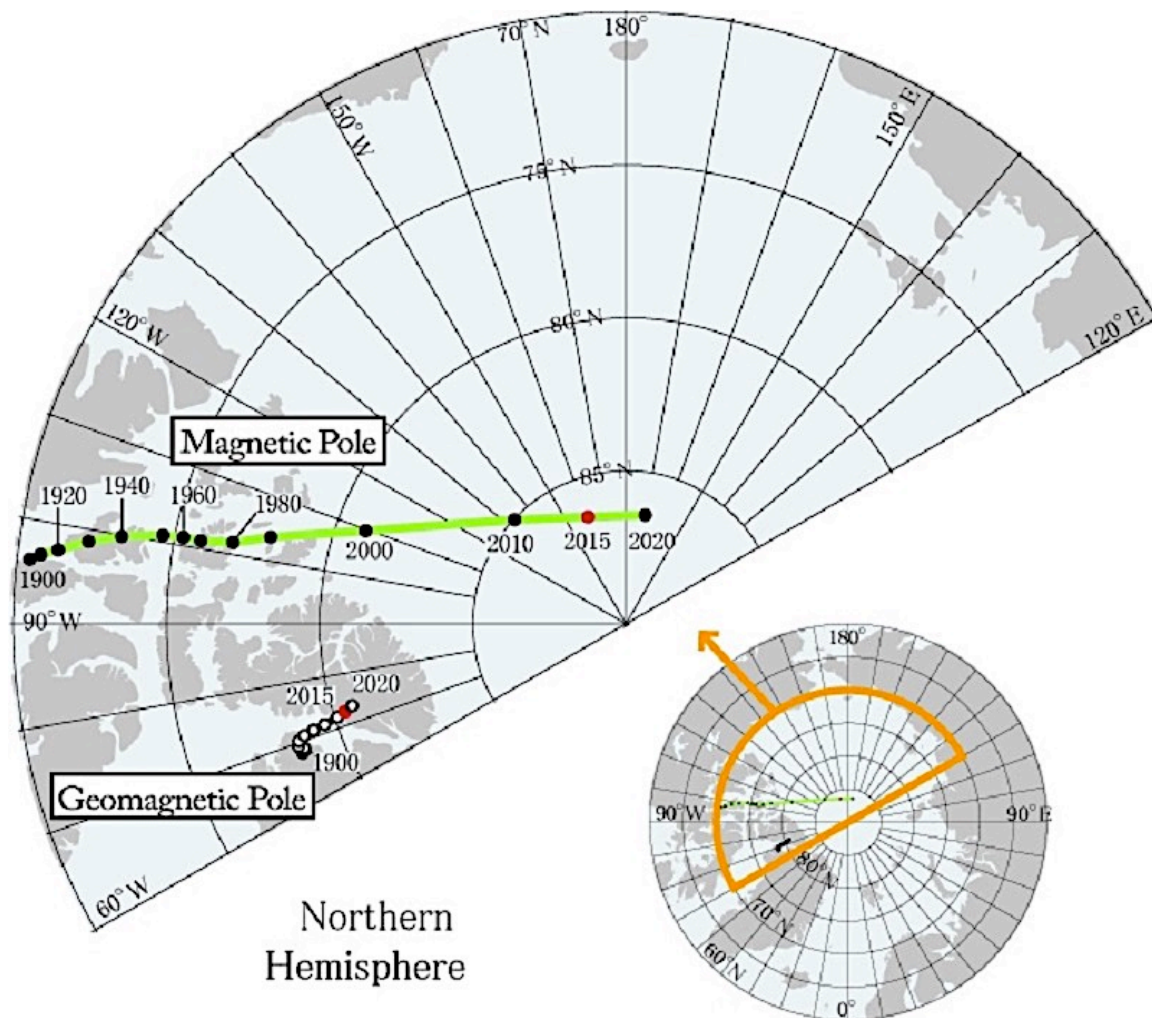 70° N
180°
150° W
150° E
75° N
120° W
80° N
120° E
Magnetic Pole
85° N
1920
1940
1960
1980
1900
2000
2010
2015
2020
90° W
2015
2020
1900
Geomagnetic Pole
60° W
Northern
Hemisphere
180°
90° W
90° E
80° N
70° N
60° N
0°